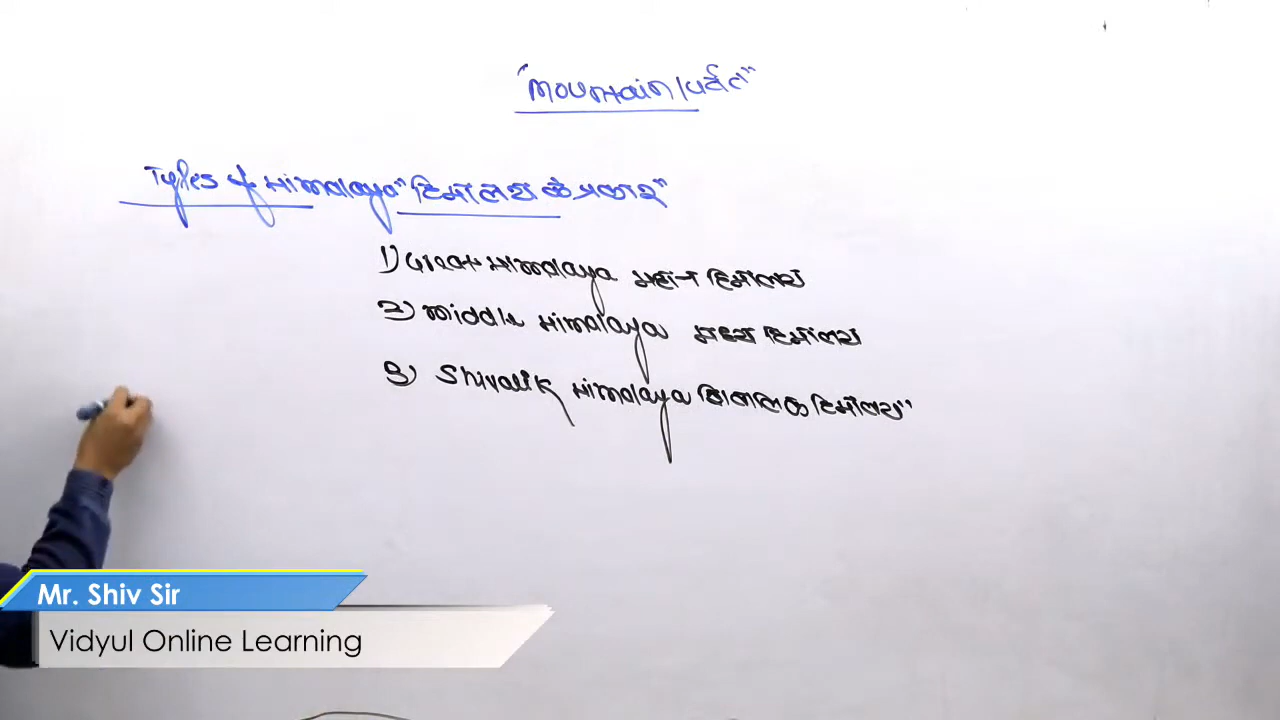 "Mountain/पर्वत"
Types of Himalaya" हिमालय के प्रकार"
1) Great Himalaya महान हिमालय
2) Middle Himalaya मध्य हिमालय
3) Shivalik Himalaya शिवालिक हिमालय"
Mr. Shiv Sir
Vidyul Online Learning